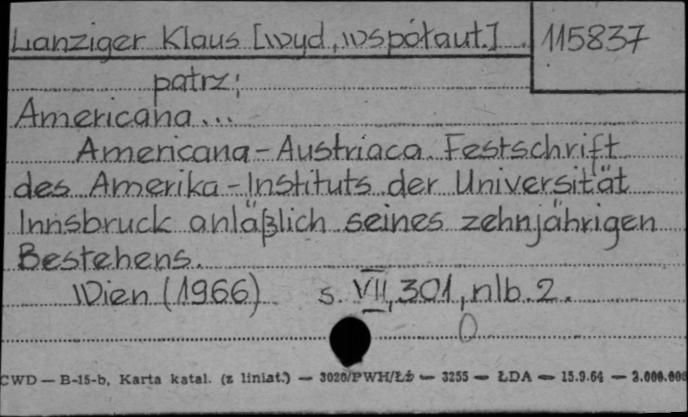 Lanziger Klaus [wyd, współaut.] 115837
patrz:
Americana...
Americana-Austriaca. Festschrift
des Amerika-Instituts der Universität
Innsbruck anläßlich seines zehnjährigen
Bestehens.
Wien (1966) s. VII, 301, nlb. 2.
CWD — B-15-b, Karta katal. (z liniat.) — 3020/PWH/Łż — 3255 — ŁDA — 15.9.64 — 2.000.000